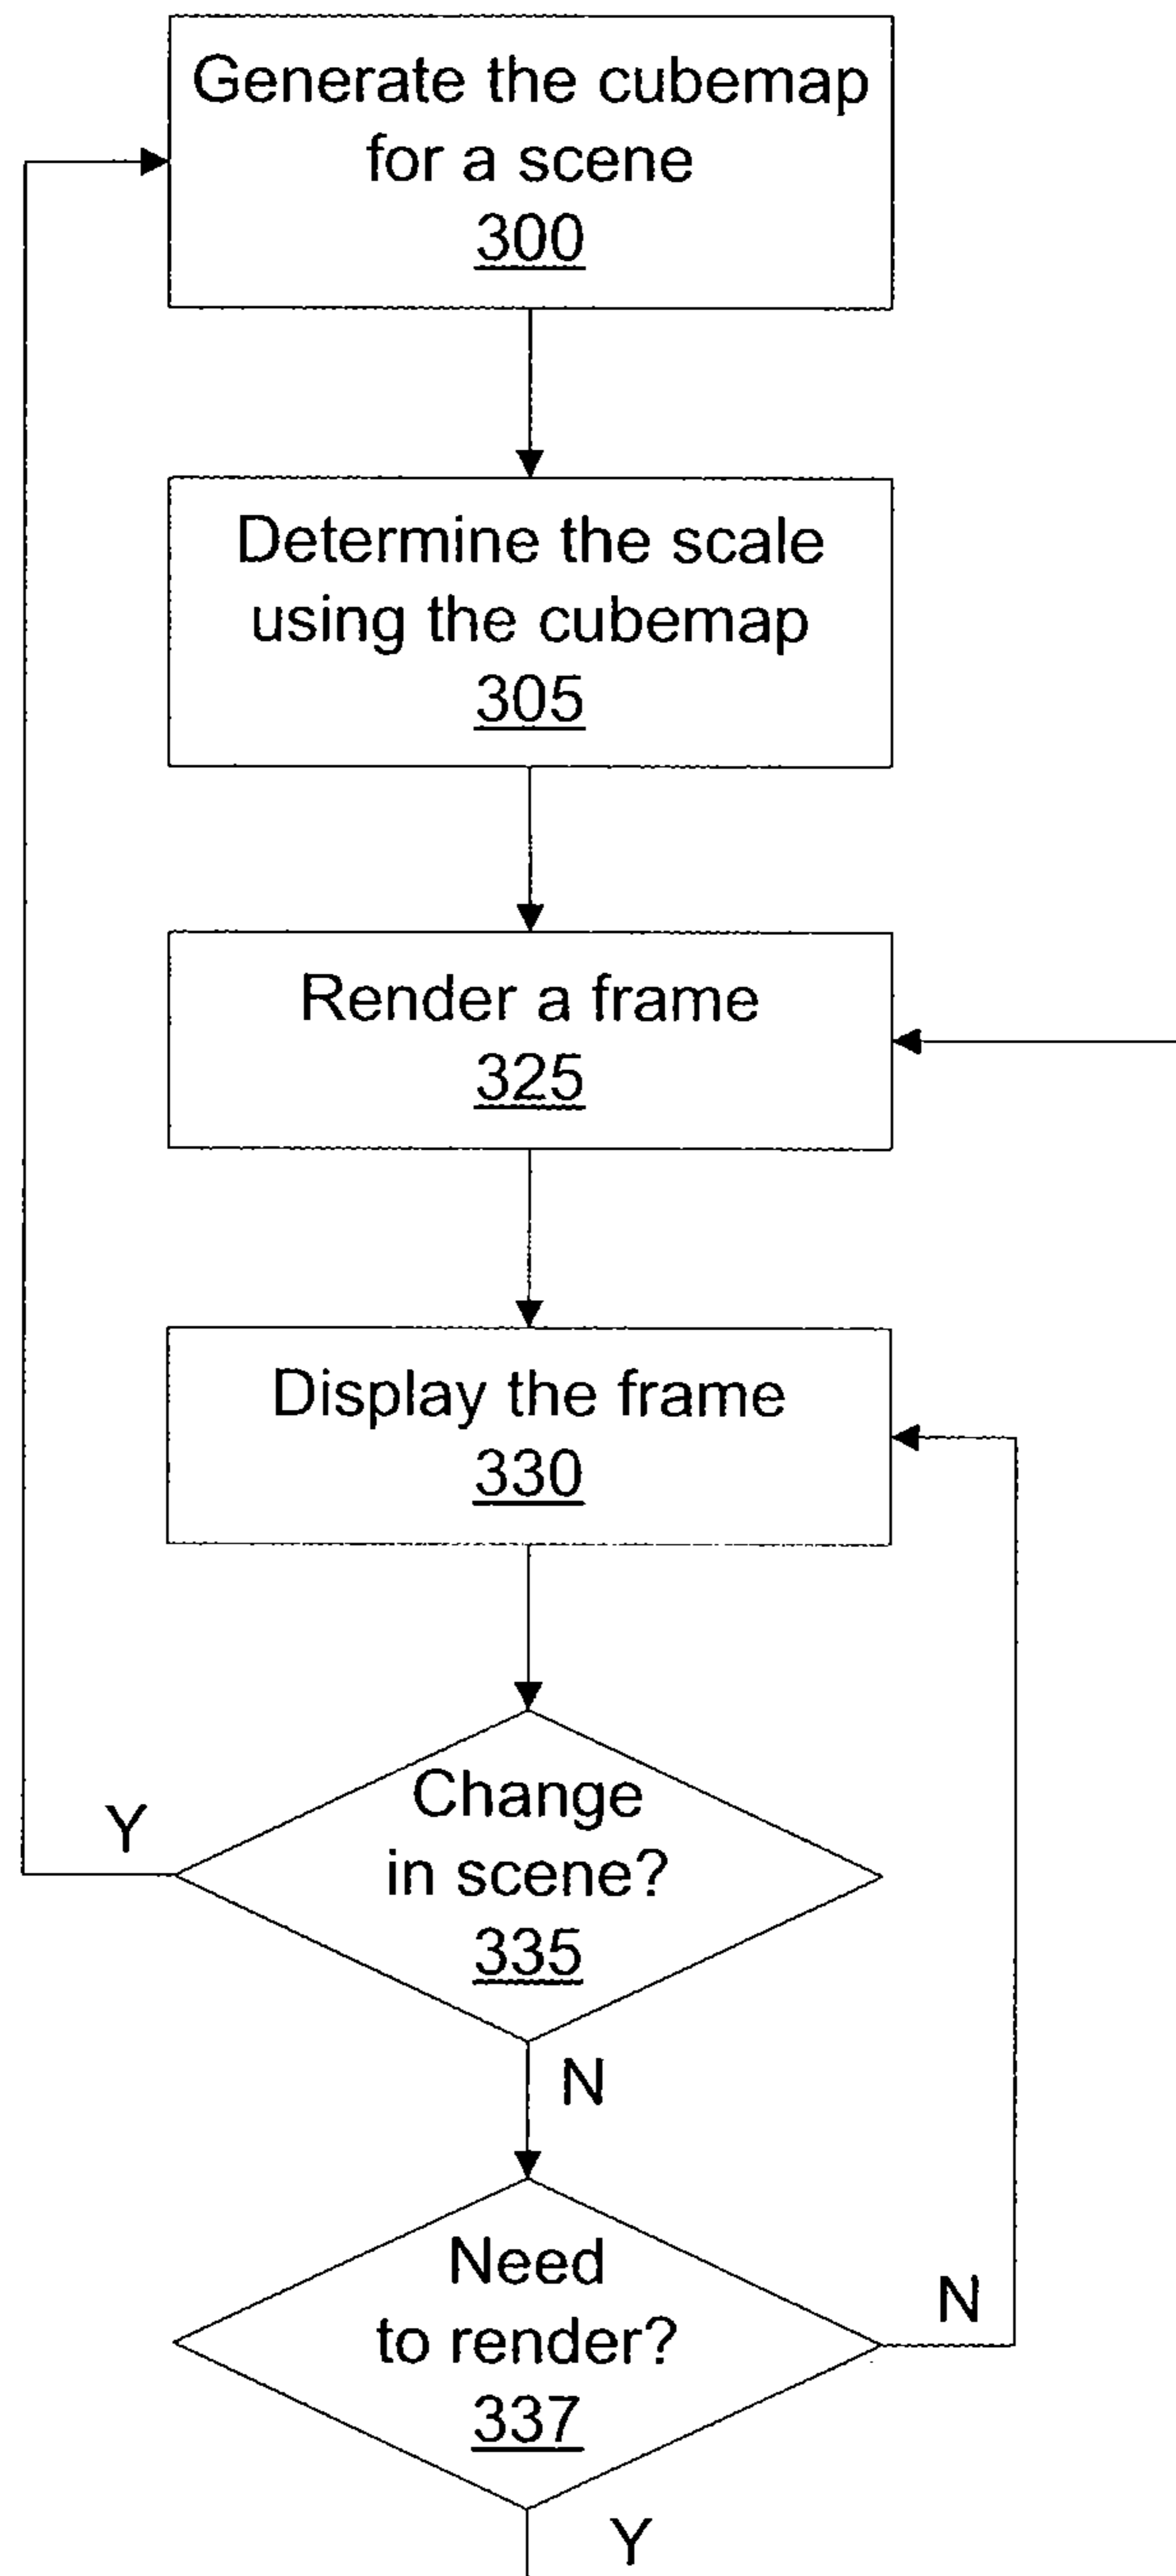 Generate the cubemap
for a scene
300
Determine the scale
using the cubemap
305
Render a frame
325
Display the frame
330
Change
in scene?
335
Y
N
Need
to render?
337
N
Y